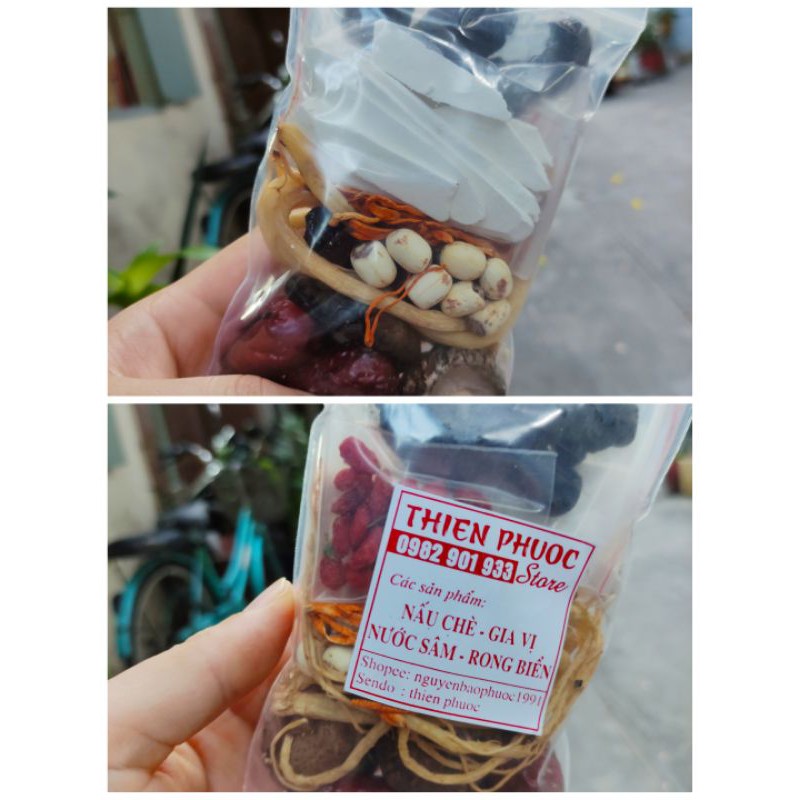 THIEN PHUOC
0982 901 933 Store
Các sản phẩm:
NẤU CHÈ - GIA VỊ
NƯỚC SÂM - RONG BIỂN
Shopee: nguyenbaophuoc1991
Sendo : thien phuoc